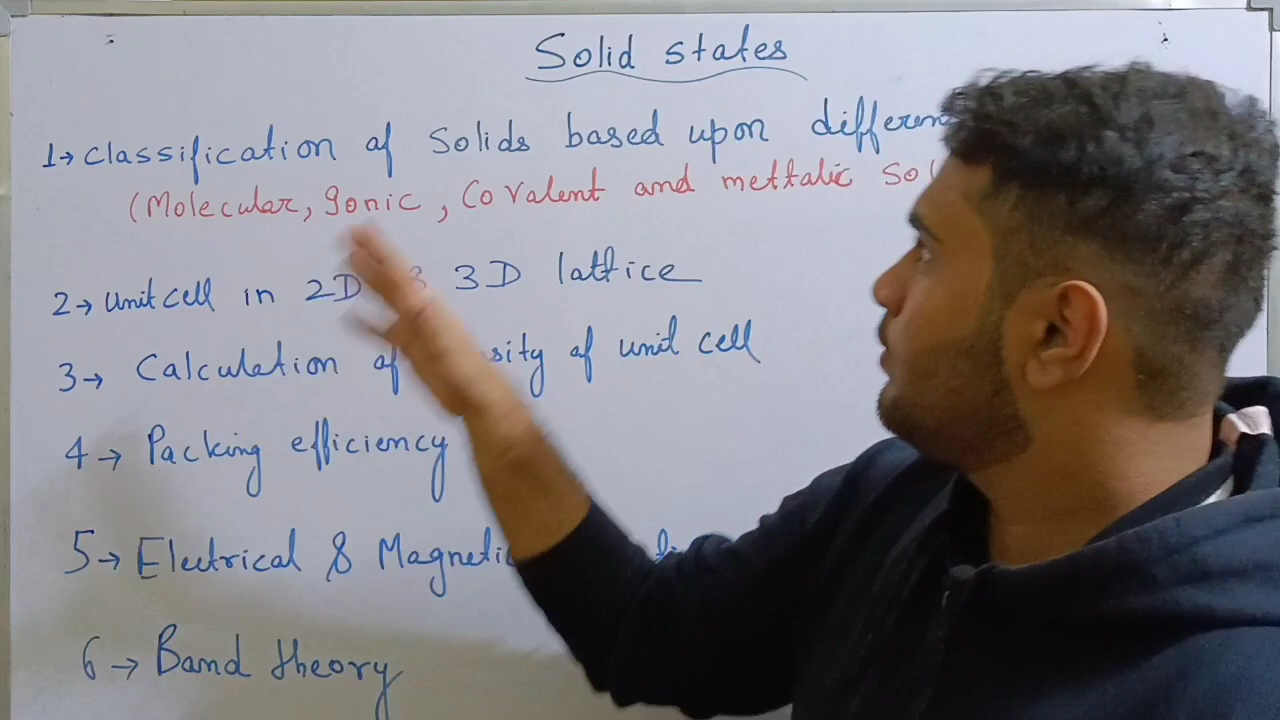 Solid states
1→ classification of Solids based upon
(Molecular, Ionic, Covalent and mettalic
2→ Unit cell in 2D & 3D lattice
3→ Calculation of of unit cell
4→ Packing efficiency
5→ Electrical & Magnetic
6→ Band theory